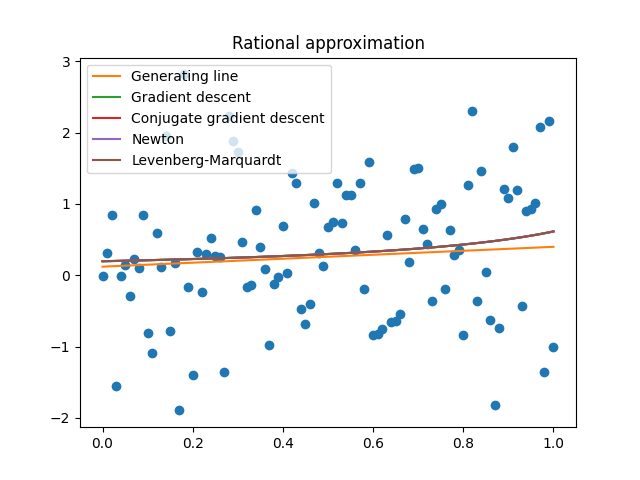 Rational approximation
Generating line
Gradient descent
Conjugate gradient descent
Newton
Levenberg-Marquardt
3
2
1
0
−1
−2
0.0 0.2 0.4 0.6 0.8 1.0